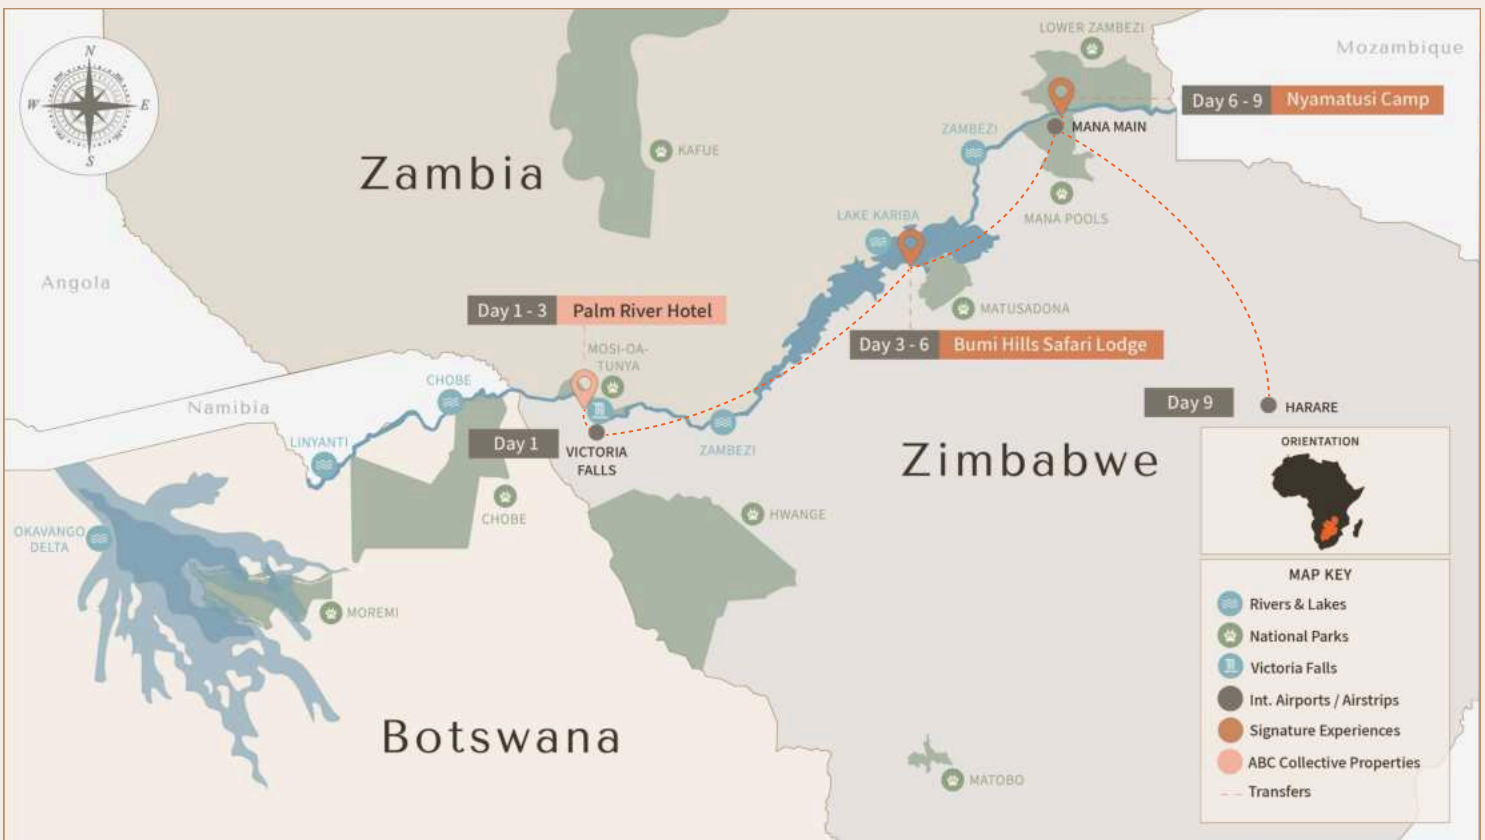 N
W
E
S
LOWER ZAMBEZI
Mozambique
Day 6 - 9
Nyamatusi Camp
ZAMBEZI
MANA MAIN
KAFUE
Zambia
MANA POOLS
LAKE KARIBA
Angola
Day 1 - 3
Palm River Hotel
MATUSADONA
Day 3 - 6
Bumi Hills Safari Lodge
MOSI-OA-
TUNYA
CHOBE
Namibia
Day 9
HARARE
LINYANTI
Day 1
VICTORIA
FALLS
ZAMBEZI
Zimbabwe
ORIENTATION
CHOBE
HWANGE
OKAVANGO
DELTA
MOREMI
Botswana
MATOBO
MAP KEY
Rivers & Lakes
National Parks
Victoria Falls
Int. Airports / Airstrips
Signature Experiences
ABC Collective Properties
Transfers